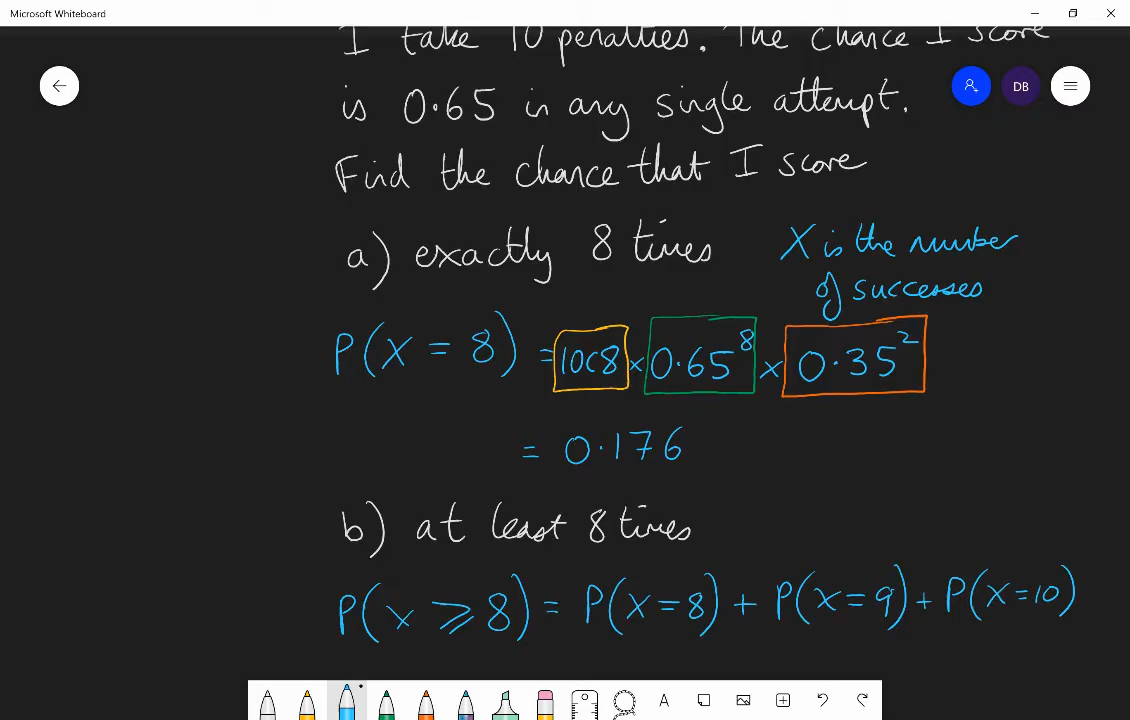 Microsoft Whiteboard
I take 10 penalties. The chance I score
is 0.65 in any single attempt.
DB
Find the chance that I score
a) exactly 8 times
X is the number
of successes
P(X = 8) = 10C8 × 0.65^8 × 0.35^2
= 0.176
b) at least 8 times
P(X ⩾ 8) = P(X=8) + P(X=9) + P(X=10)
A